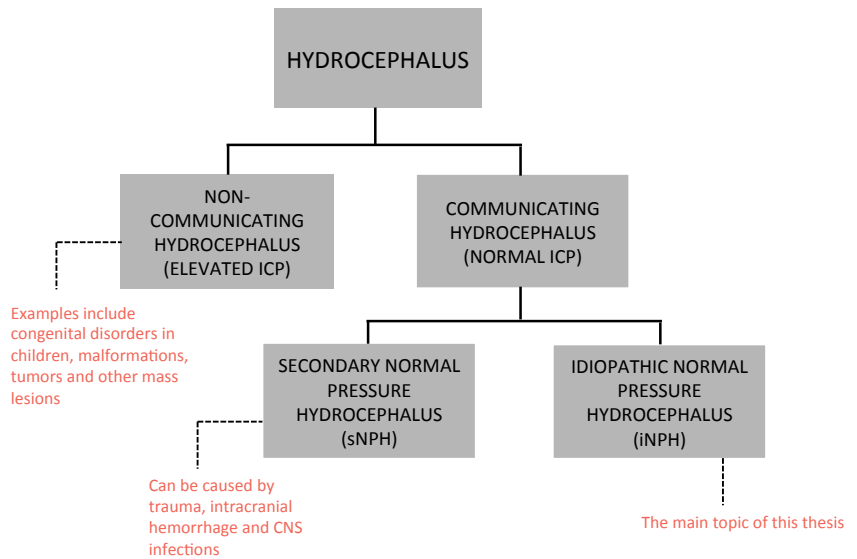 HYDROCEPHALUS
NON-
COMMUNICATING
HYDROCEPHALUS
(ELEVATED ICP)
COMMUNICATING
HYDROCEPHALUS
(NORMAL ICP)
Examples include
congenital disorders in
children, malformations,
tumors and other mass
lesions
SECONDARY NORMAL
PRESSURE
HYDROCEPHALUS
(sNPH)
IDIOPATHIC NORMAL
PRESSURE
HYDROCEPHALUS
(iNPH)
Can be caused by
trauma, intracranial
hemorrhage and CNS
infections
The main topic of this thesis